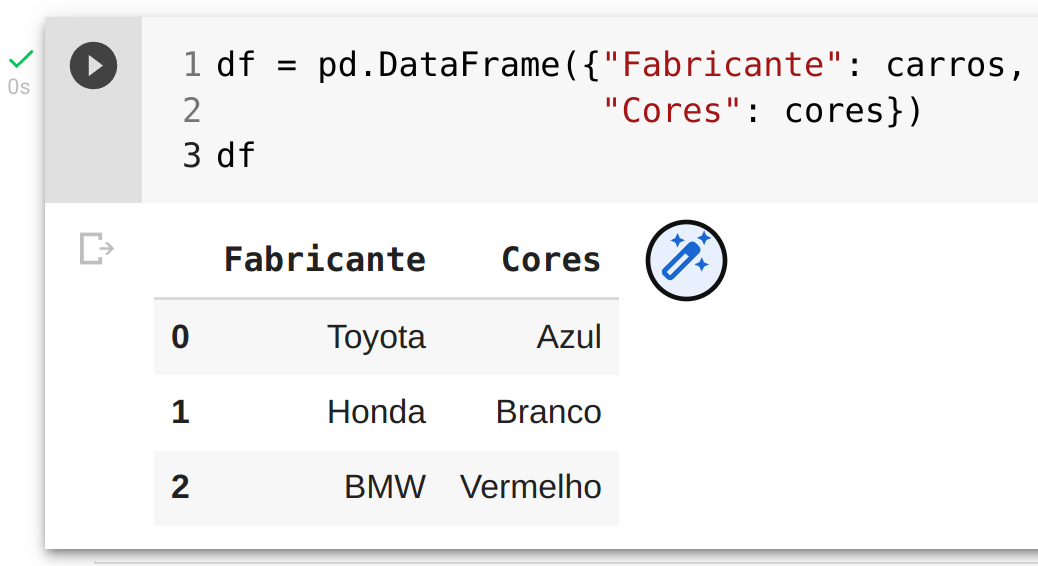 1 df = pd.DataFrame({"Fabricante": carros,
2 "Cores": cores})
3 df
0s
Fabricante Cores
0 Toyota Azul
1 Honda Branco
2 BMW Vermelho